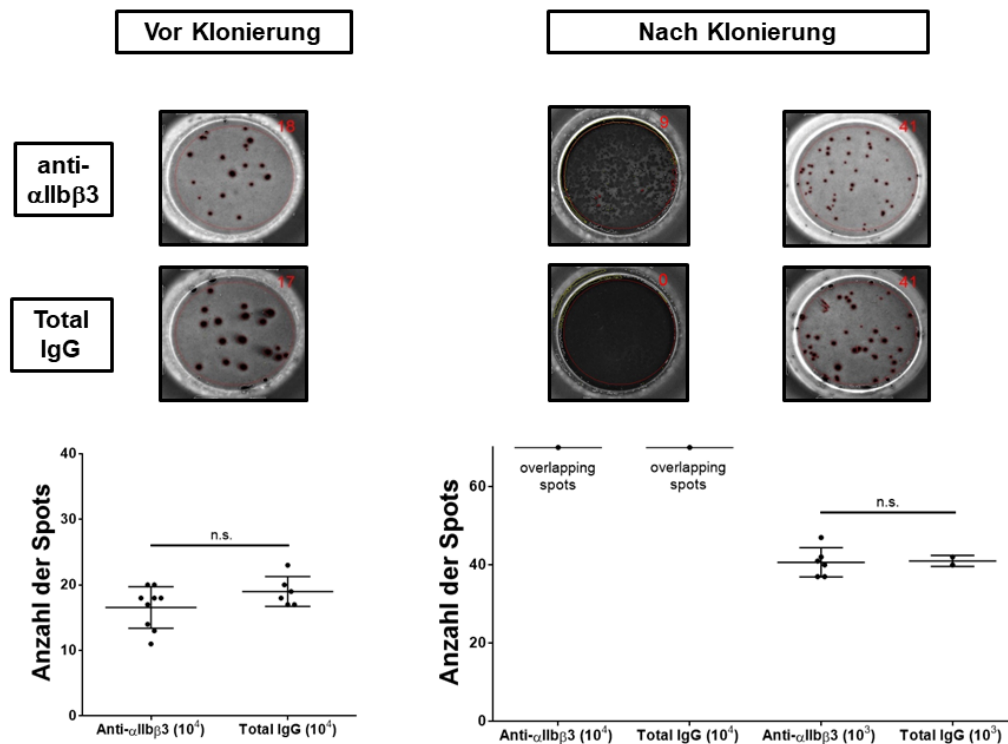 Vor Klonierung
Nach Klonierung
anti-
αIIbβ3
18
9
41
Total
IgG
17
0
41
Anzahl der Spots
40
30
20
10
0
n.s.
Anti-αIIbβ3 (10⁴)
Total IgG (10⁴)
Anzahl der Spots
60
40
20
0
overlapping
spots
overlapping
spots
n.s.
Anti-αIIbβ3 (10⁴)
Total IgG (10⁴)
Anti-αIIbβ3 (10³)
Total IgG (10³)